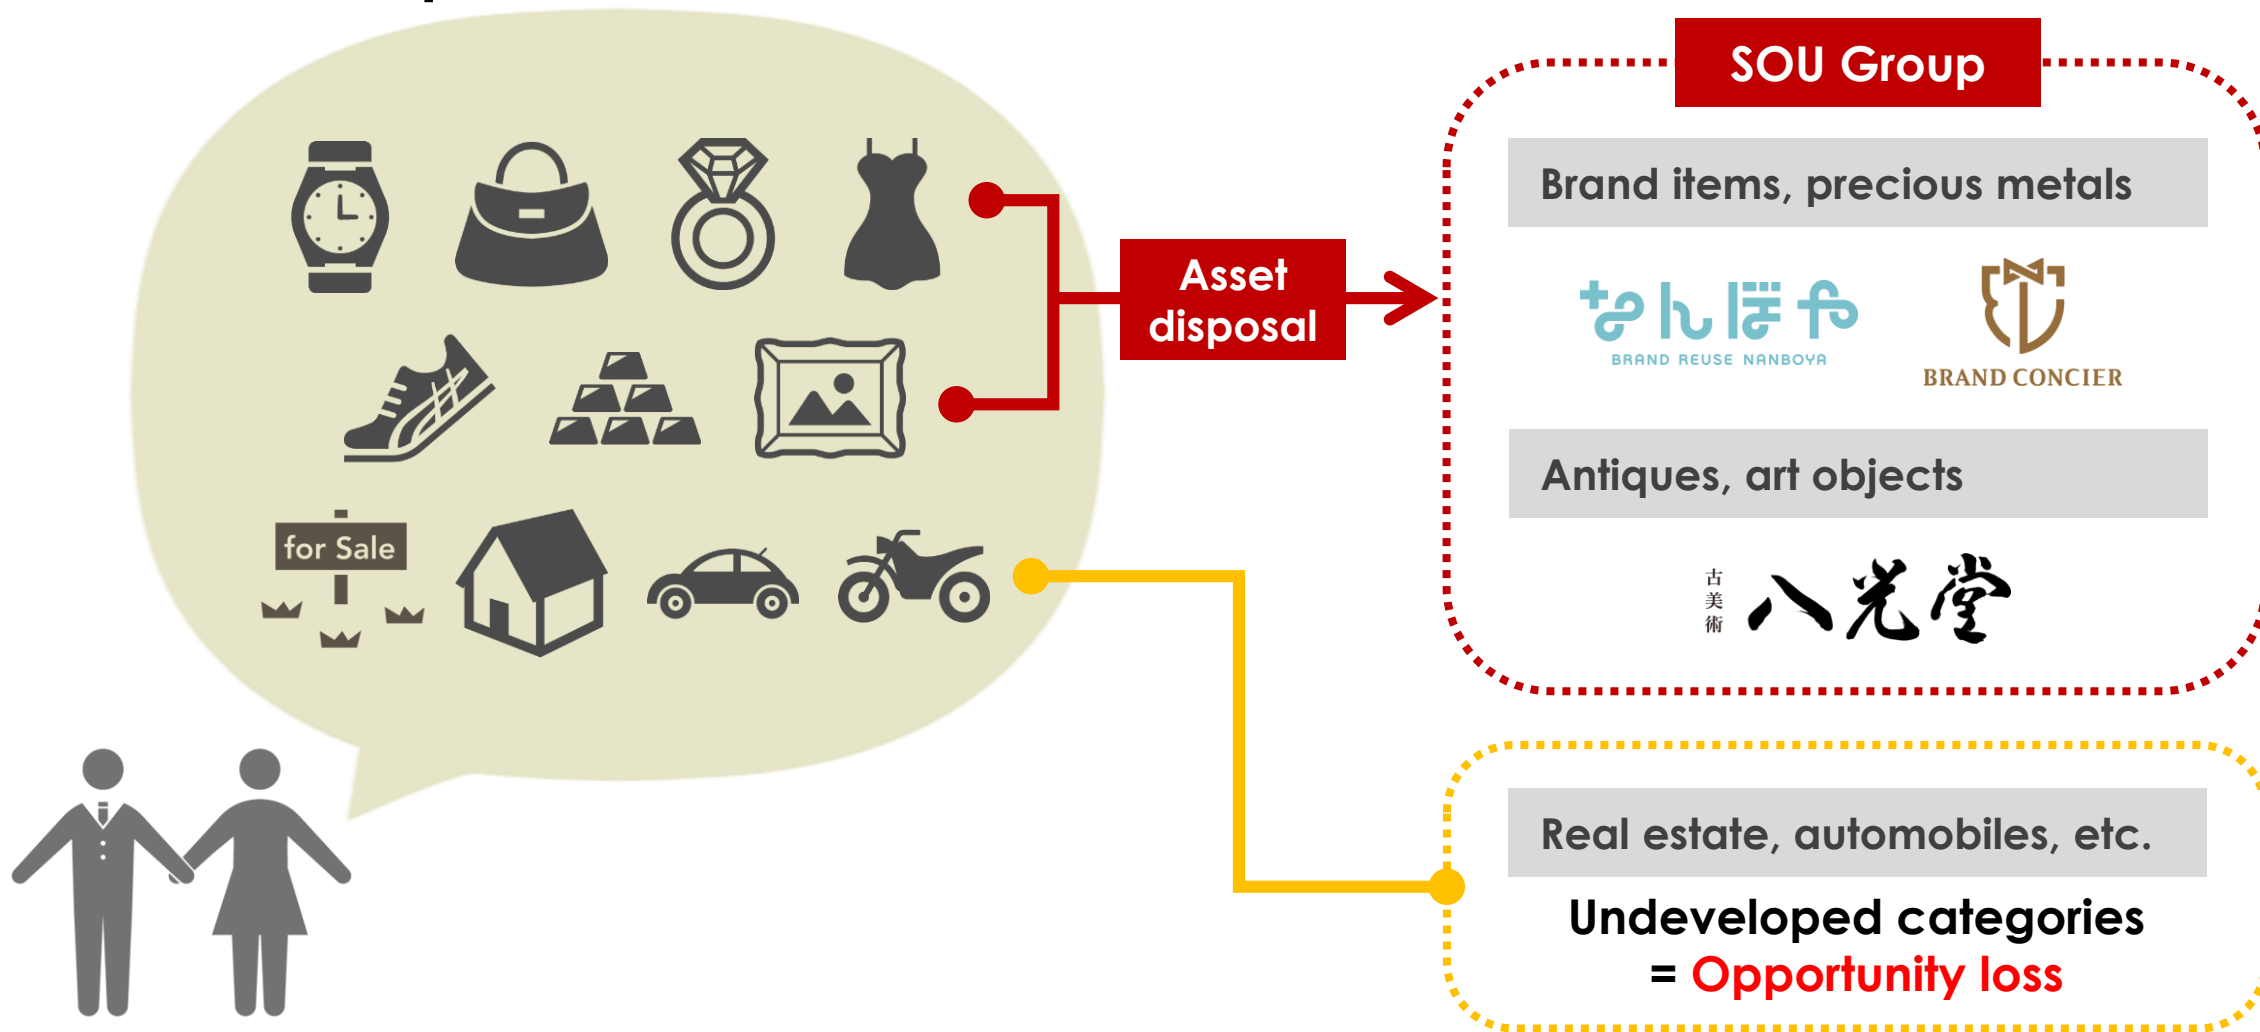 SOU Group
Brand items, precious metals
なんぼや
BRAND REUSE NANBOYA
BRAND CONCIER
Asset
disposal
Antiques, art objects
古美術
八光堂
for Sale
Real estate, automobiles, etc.
Undeveloped categories
= Opportunity loss